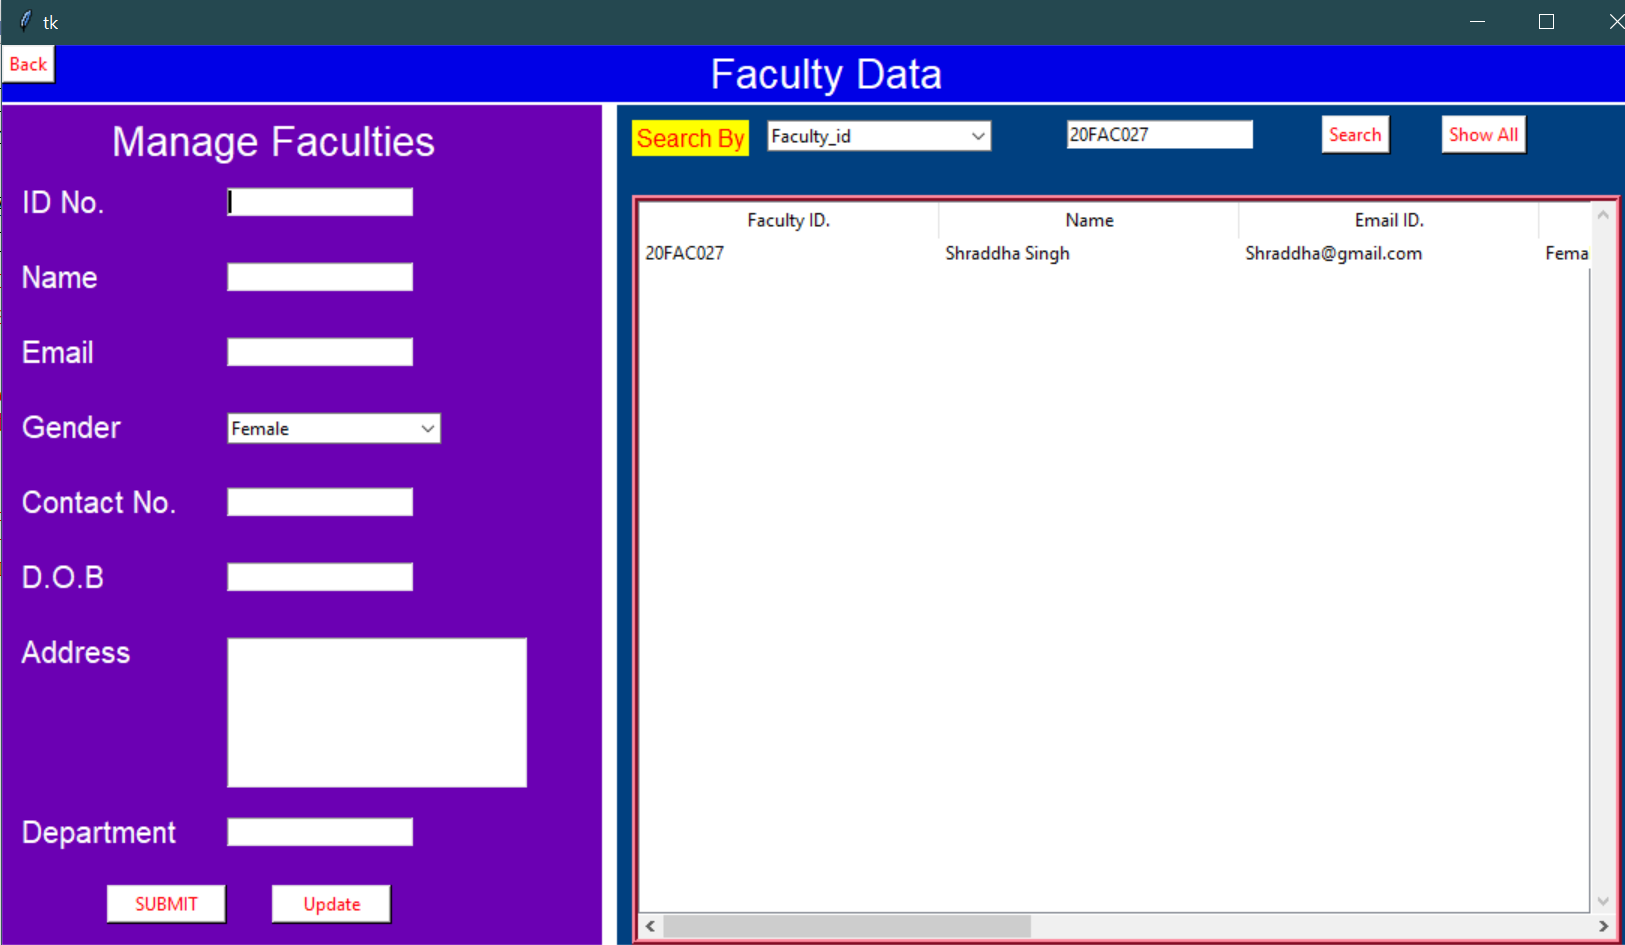 tk
Back
Faculty Data
Manage Faculties
ID No.
Name
Email
Gender Female
Contact No.
D.O.B
Address
Department
SUBMIT Update
Search By Faculty_id 20FAC027 Search Show All
Faculty ID. Name Email ID.
20FAC027 Shraddha Singh Shraddha@gmail.com Fema